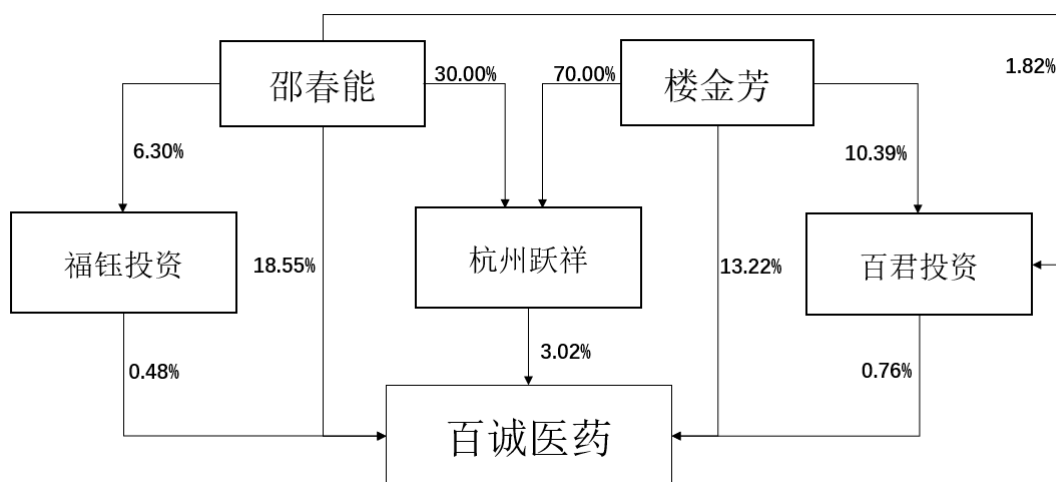 1.82%
邵春能
30.00%
70.00%
楼金芳
6.30%
10.39%
福钰投资
18.55%
杭州跃祥
13.22%
百君投资
0.48%
3.02%
0.76%
百诚医药